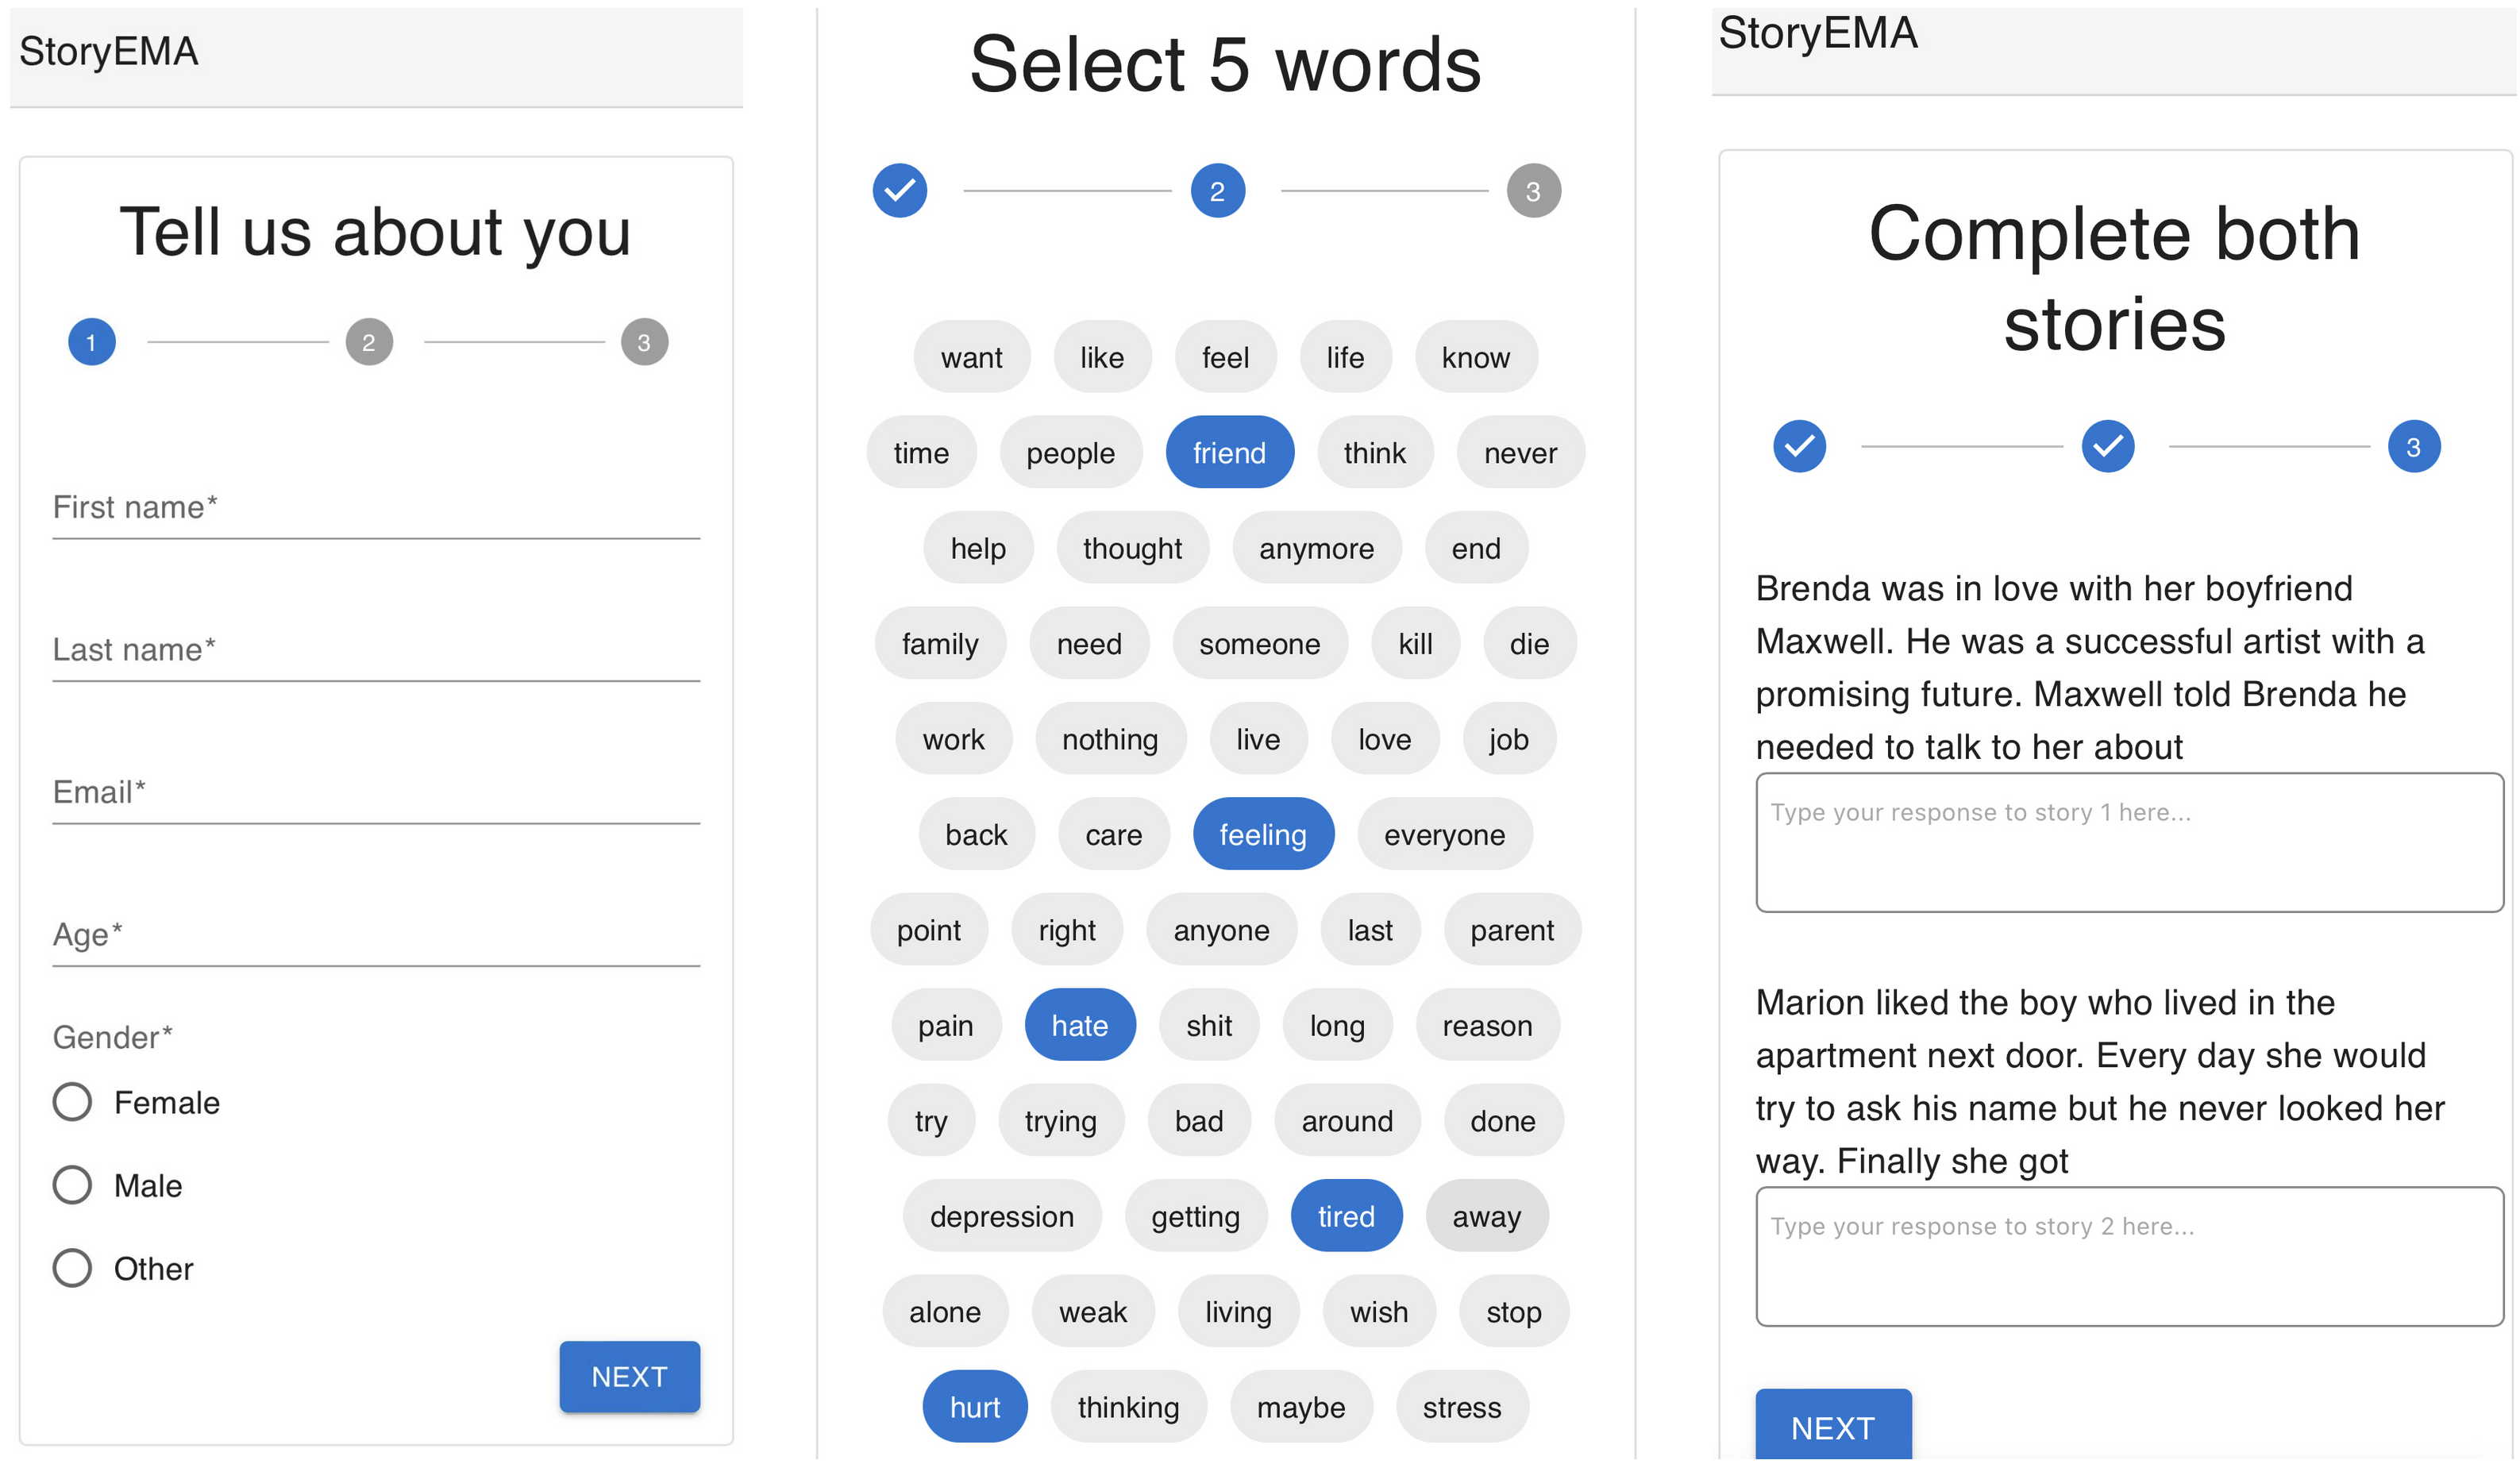 StoryEMA
Tell us about you
1 2 3
First name*
Last name*
Email*
Age*
Gender*
Female
Male
Other
NEXT
Select 5 words
2 3
want like feel life know
time people friend think never
help thought anymore end
family need someone kill die
work nothing live love job
back care feeling everyone
point right anyone last parent
pain hate shit long reason
try trying bad around done
depression getting tired away
alone weak living wish stop
hurt thinking maybe stress
StoryEMA
Complete both
stories
3
Brenda was in love with her boyfriend
Maxwell. He was a successful artist with a
promising future. Maxwell told Brenda he
needed to talk to her about
Type your response to story 1 here...
Marion liked the boy who lived in the
apartment next door. Every day she would
try to ask his name but he never looked her
way. Finally she got
Type your response to story 2 here...
NEXT